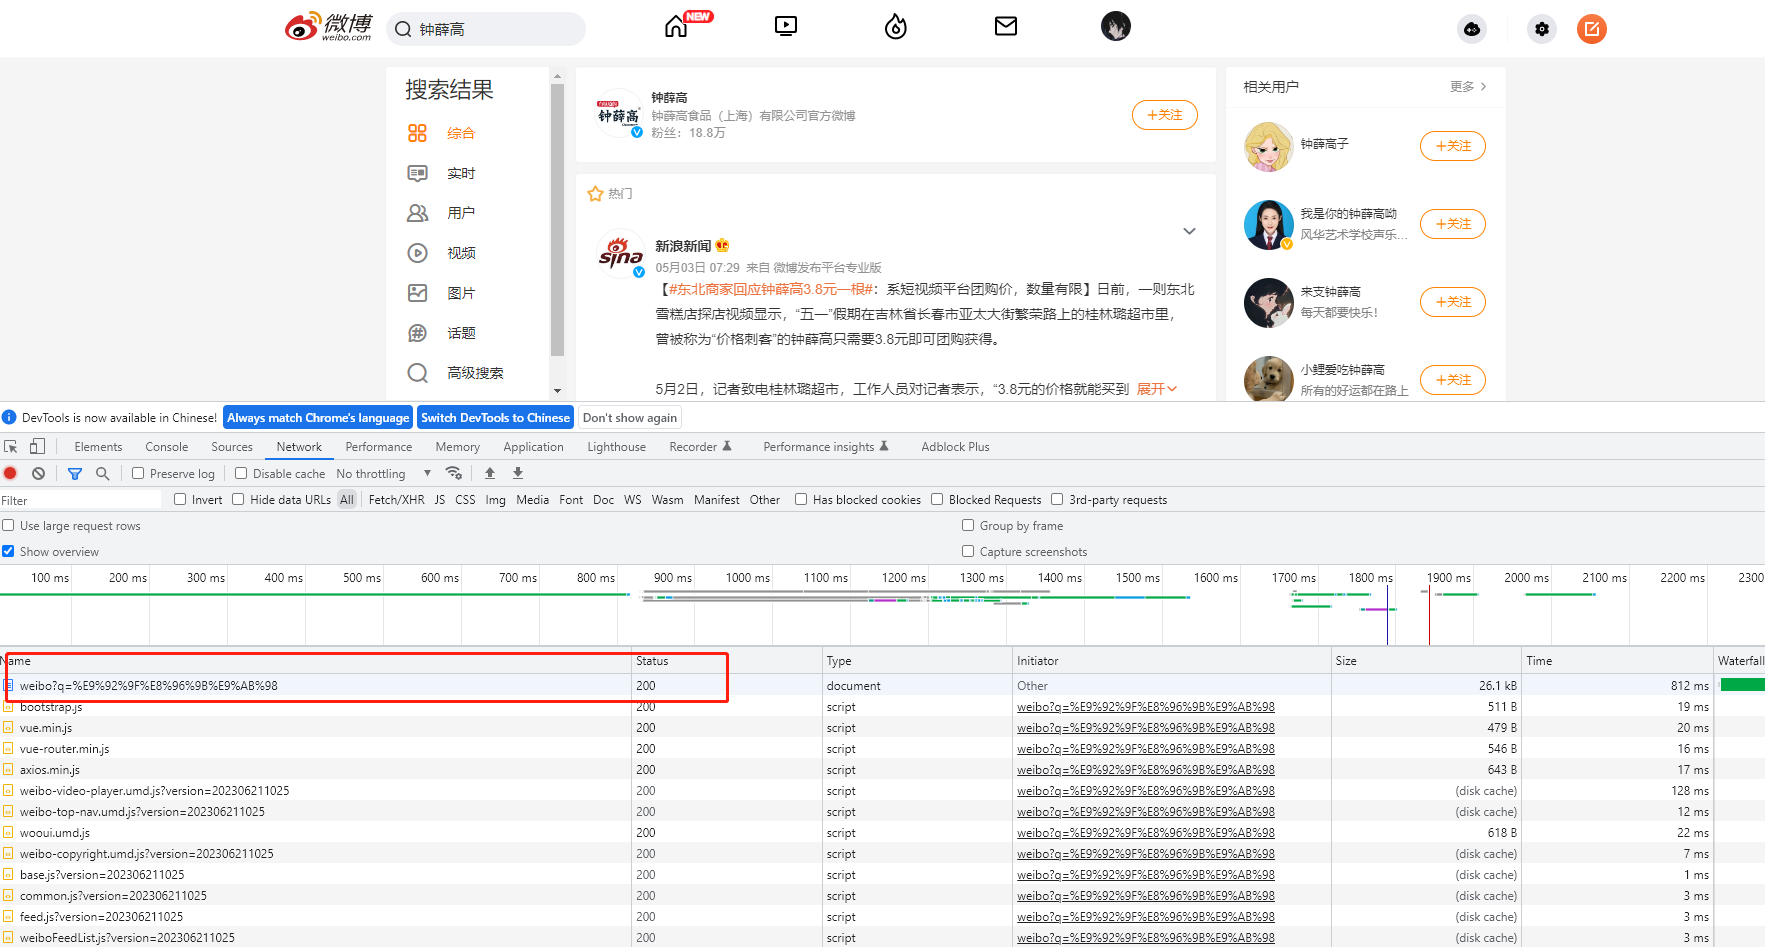 微博
weibo.com
钟薛高
NEW
搜索结果
综合
实时
用户
视频
图片
话题
高级搜索
钟薛高
钟薛高
钟薛高食品（上海）有限公司官方微博
粉丝：18.8万
+关注
热门
sina
新浪新闻
05月03日 07:29 来自 微博发布平台专业版
【#东北商家回应钟薛高3.8元一根#：系短视频平台团购价，数量有限】日前，一则东北
雪糕店探店视频显示，“五一”假期在吉林省长春市亚太大街繁荣路上的桂林璐超市里，
曾被称为“价格刺客”的钟薛高只需要3.8元即可团购获得。
5月2日，记者致电桂林璐超市，工作人员对记者表示，“3.8元的价格就能买到 展开
相关用户
更多
钟薛高子
+关注
我是你的钟薛高呦
风华艺术学校声乐...
+关注
来支钟薛高
每天都要快乐！
+关注
小鲤爱吃钟薛高
所有的好运都在路上
+关注
DevTools is now available in Chinese! Always match Chrome's language Switch DevTools to Chinese Don't show again
Elements Console Sources Network Performance Memory Application Lighthouse Recorder Performance insights Adblock Plus
Preserve log Disable cache No throttling
Filter Invert Hide data URLs All Fetch/XHR JS CSS Img Media Font Doc WS Wasm Manifest Other Has blocked cookies Blocked Requests 3rd-party requests
Use large request rows Group by frame
Show overview Capture screenshots
100 ms 200 ms 300 ms 400 ms 500 ms 600 ms 700 ms 800 ms 900 ms 1000 ms 1100 ms 1200 ms 1300 ms 1400 ms 1500 ms 1600 ms 1700 ms 1800 ms 1900 ms 2000 ms 2100 ms 2200 ms 2300
Name Status Type Initiator Size Time Waterfall
weibo?q=%E9%92%9F%E8%96%9B%E9%AB%98 200 document Other 26.1 kB 812 ms
bootstrap.js 200 script weibo?q=%E9%92%9F%E8%96%9B%E9%AB%98 511 B 19 ms
vue.min.js 200 script weibo?q=%E9%92%9F%E8%96%9B%E9%AB%98 479 B 20 ms
vue-router.min.js 200 script weibo?q=%E9%92%9F%E8%96%9B%E9%AB%98 546 B 16 ms
axios.min.js 200 script weibo?q=%E9%92%9F%E8%96%9B%E9%AB%98 643 B 17 ms
weibo-video-player.umd.js?version=202306211025 200 script weibo?q=%E9%92%9F%E8%96%9B%E9%AB%98 (disk cache) 128 ms
weibo-top-nav.umd.js?version=202306211025 200 script weibo?q=%E9%92%9F%E8%96%9B%E9%AB%98 (disk cache) 12 ms
wooui.umd.js 200 script weibo?q=%E9%92%9F%E8%96%9B%E9%AB%98 618 B 22 ms
weibo-copyright.umd.js?version=202306211025 200 script weibo?q=%E9%92%9F%E8%96%9B%E9%AB%98 (disk cache) 7 ms
base.js?version=202306211025 200 script weibo?q=%E9%92%9F%E8%96%9B%E9%AB%98 (disk cache) 1 ms
common.js?version=202306211025 200 script weibo?q=%E9%92%9F%E8%96%9B%E9%AB%98 (disk cache) 3 ms
feed.js?version=202306211025 200 script weibo?q=%E9%92%9F%E8%96%9B%E9%AB%98 (disk cache) 3 ms
weiboFeedList.js?version=202306211025 200 script weibo?q=%E9%92%9F%E8%96%9B%E9%AB%98 (disk cache) 3 ms